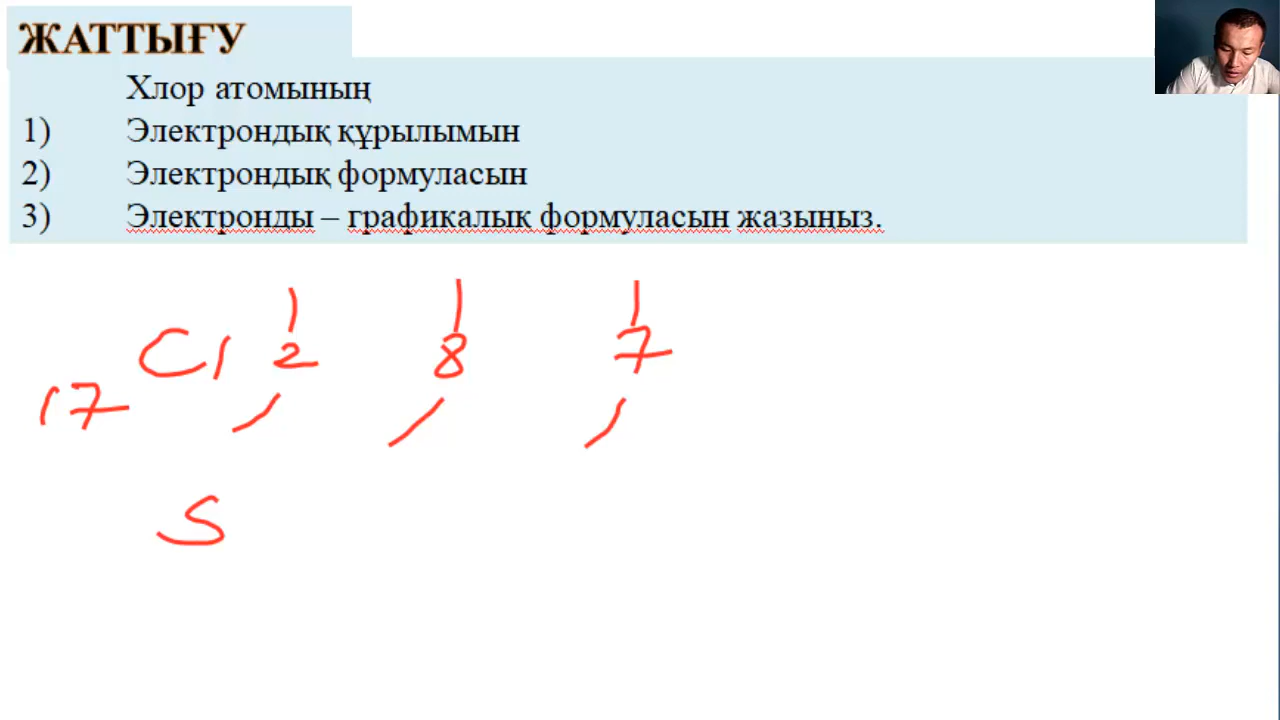 ЖАТТЫҒУ
Хлор атомының
1) Электрондық құрылымын
2) Электрондық формуласын
3) Электронды – графикалық формуласын жазыңыз.
Cl 2 8 7
17
S